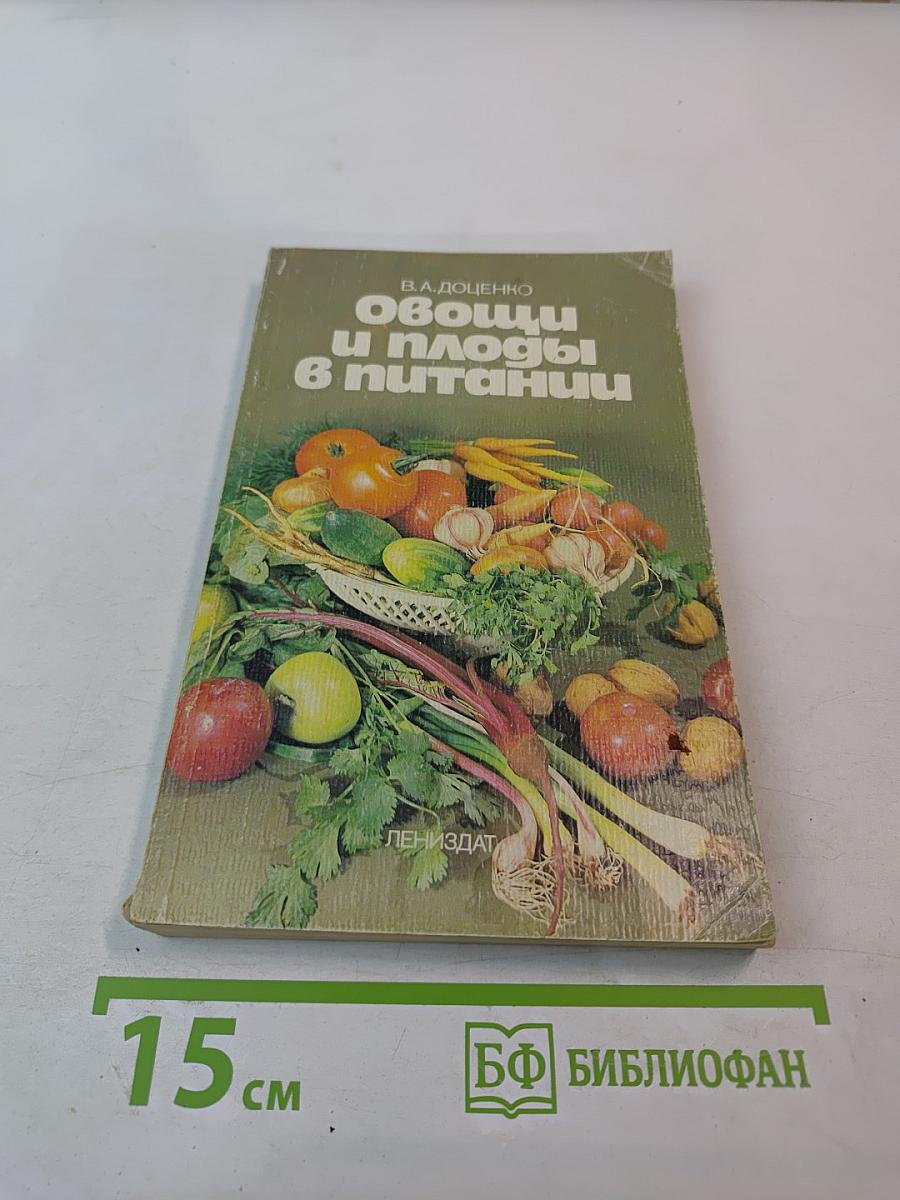 В.А.ДОЦЕНКО
Овощи
и плоды
в питании
ЛЕНИЗДАТ
15 см
БФ БИБЛИОФАН